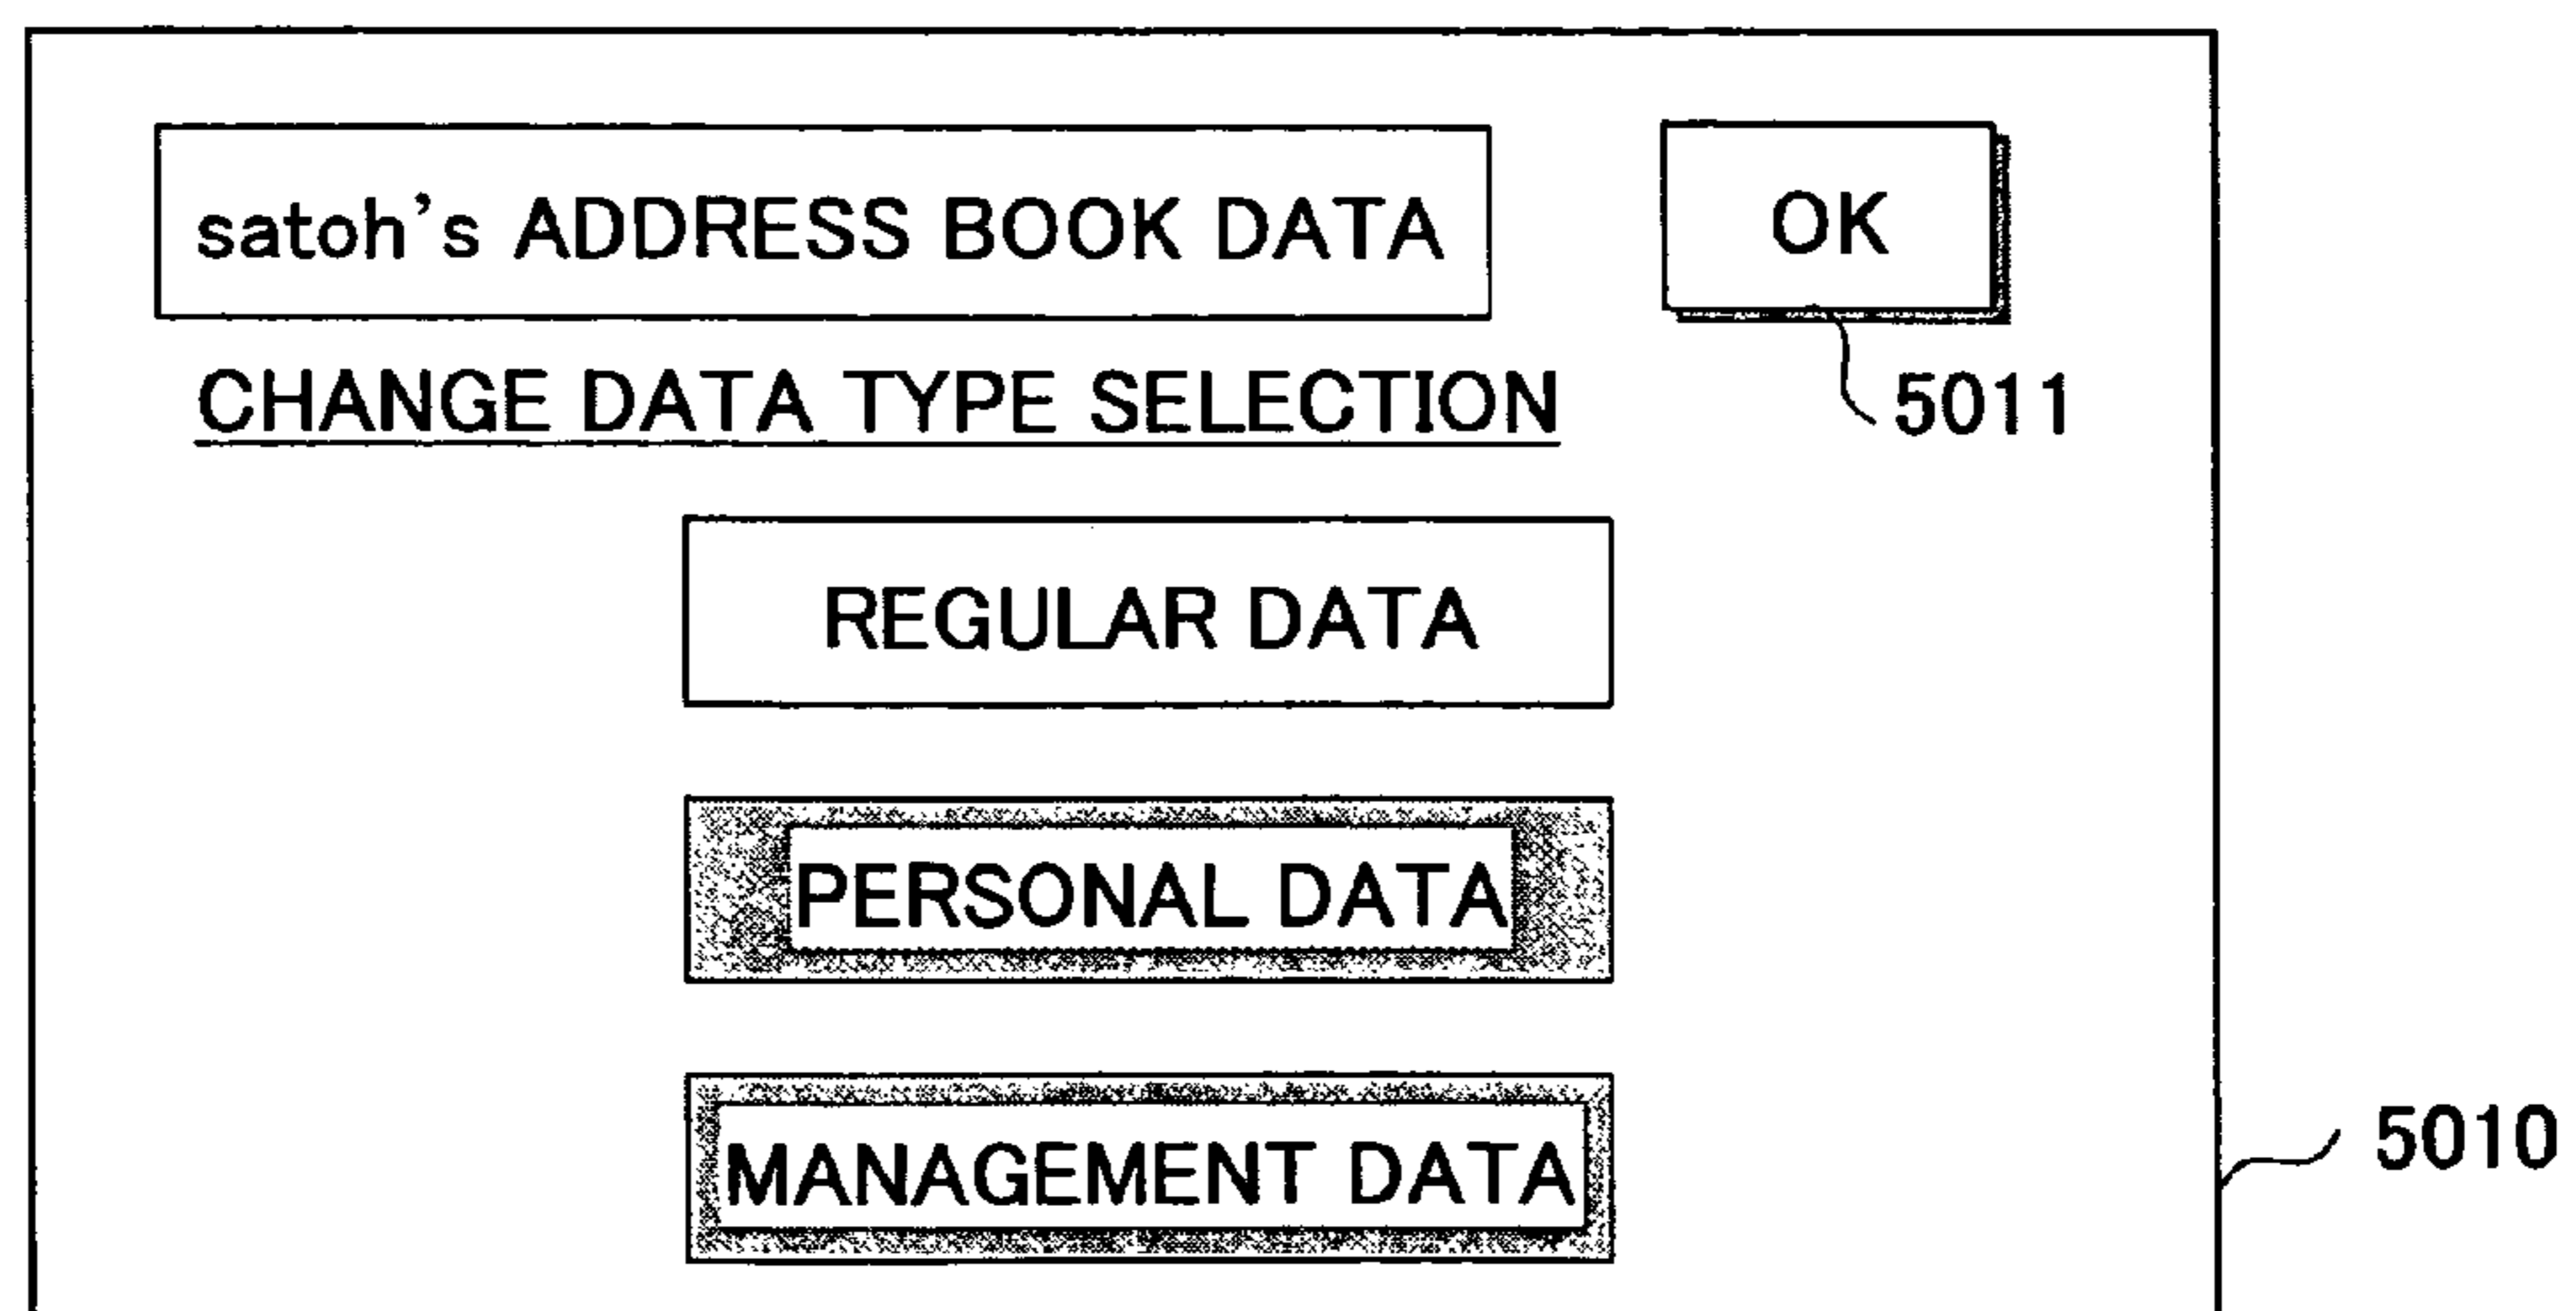 satoh's ADDRESS BOOK DATA
OK
CHANGE DATA TYPE SELECTION
5011
REGULAR DATA
PERSONAL DATA
MANAGEMENT DATA
5010